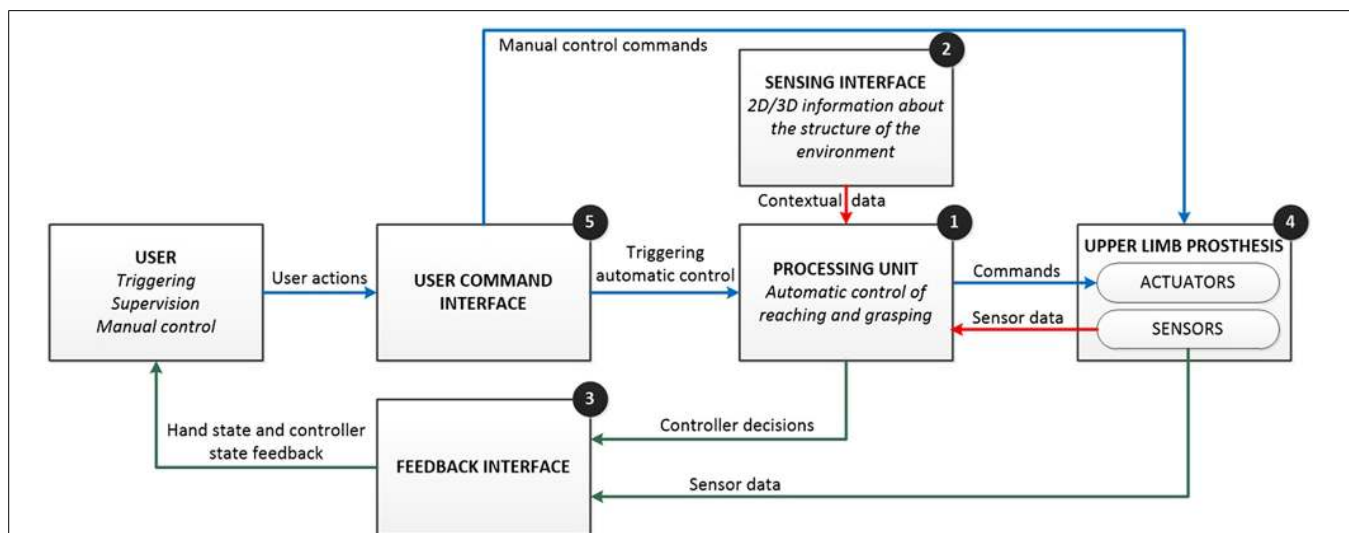 Manual control commands
2
SENSING INTERFACE
2D/3D information about
the structure of the
environment
Contextual data
5
1
4
USER
Triggering
Supervision
Manual control
User actions
USER COMMAND
INTERFACE
Triggering
automatic control
PROCESSING UNIT
Automatic control of
reaching and grasping
Commands
Sensor data
UPPER LIMB PROSTHESIS
ACTUATORS
SENSORS
3
Hand state and controller
state feedback
FEEDBACK INTERFACE
Controller decisions
Sensor data